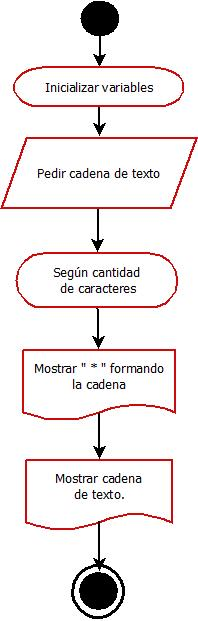 Inicializar variables
Pedir cadena de texto
Según cantidad
de caracteres
Mostrar " * " formando
la cadena
Mostrar cadena
de texto.